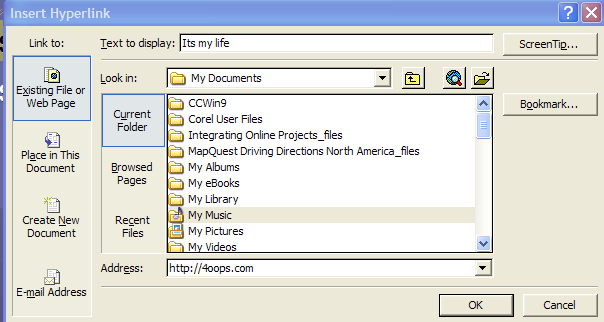 Insert Hyperlink
Link to:
Text to display: Its my life
ScreenTip...
Existing File or
Web Page
Look in: My Documents
Bookmark...
Current
Folder
CCWin9
Corel User Files
Integrating Online Projects_files
MapQuest Driving Directions North America_files
My Albums
My eBooks
My Library
My Music
My Pictures
My Videos
Place in This
Document
Browsed
Pages
Create New
Document
Recent
Files
E-mail Address
Address: http://4oops.com
OK
Cancel